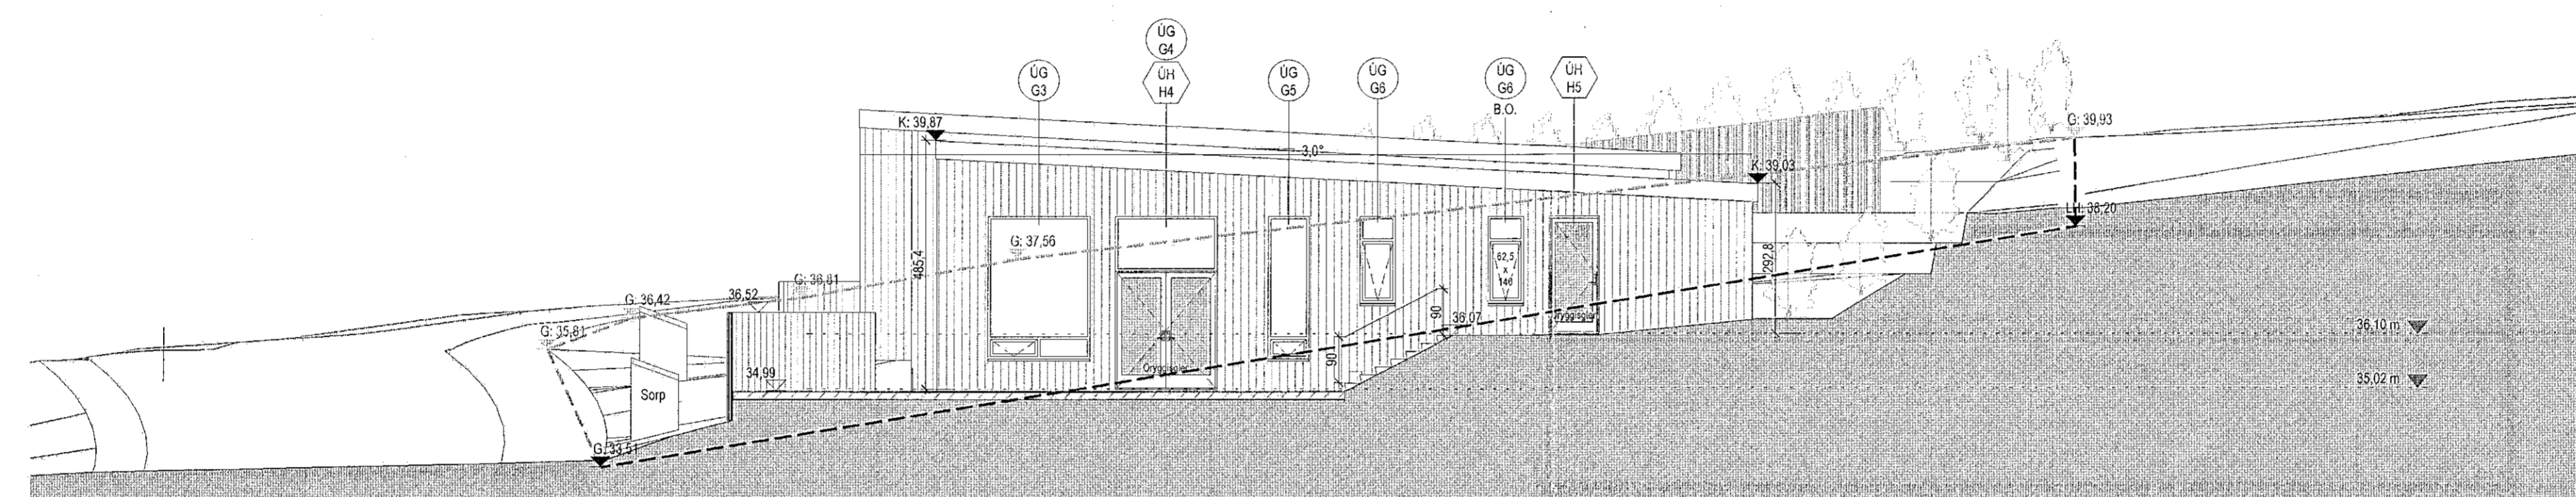 ÚG
G4
ÚG
G3
ÚH
H4
ÚG
G5
ÚG
G6
ÚG
G6
B.O.
ÚH
H5
K: 39,87
3,0°
K: 39,03
G: 39,93
LH: 38,20
G: 37,56
G: 36,81
36,52
G: 36,42
G: 35,81
485,4
292,8
62,5
x
140
90
90
36,07
Öryggisgler
Öryggisgler
34,99
Sorp
G: 33,51
36,10 m
35,02 m